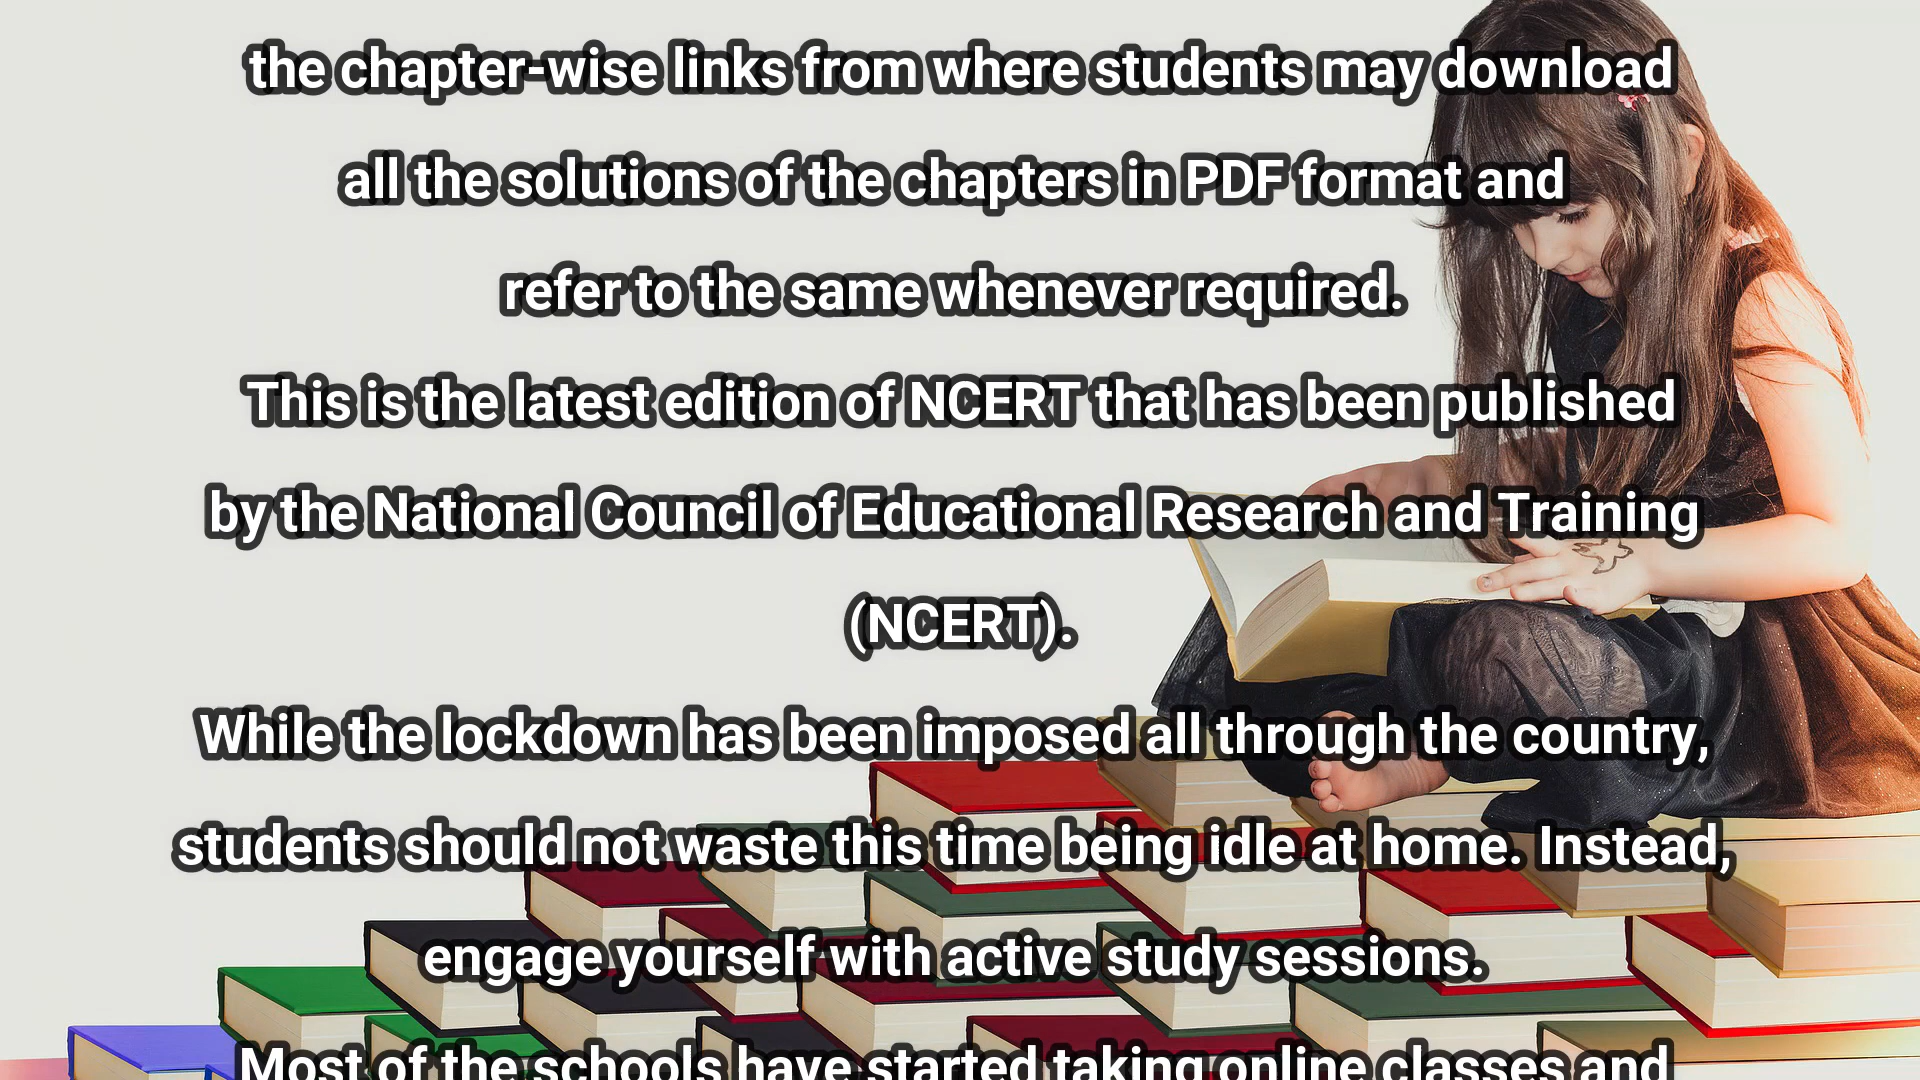 the chapter-wise links from where students may download
all the solutions of the chapters in PDF format and
refer to the same whenever required.
This is the latest edition of NCERT that has been published
by the National Council of Educational Research and Training
(NCERT).
While the lockdown has been imposed all through the country,
students should not waste this time being idle at home. Instead,
engage yourself with active study sessions.
Most of the schools have started taking online classes and